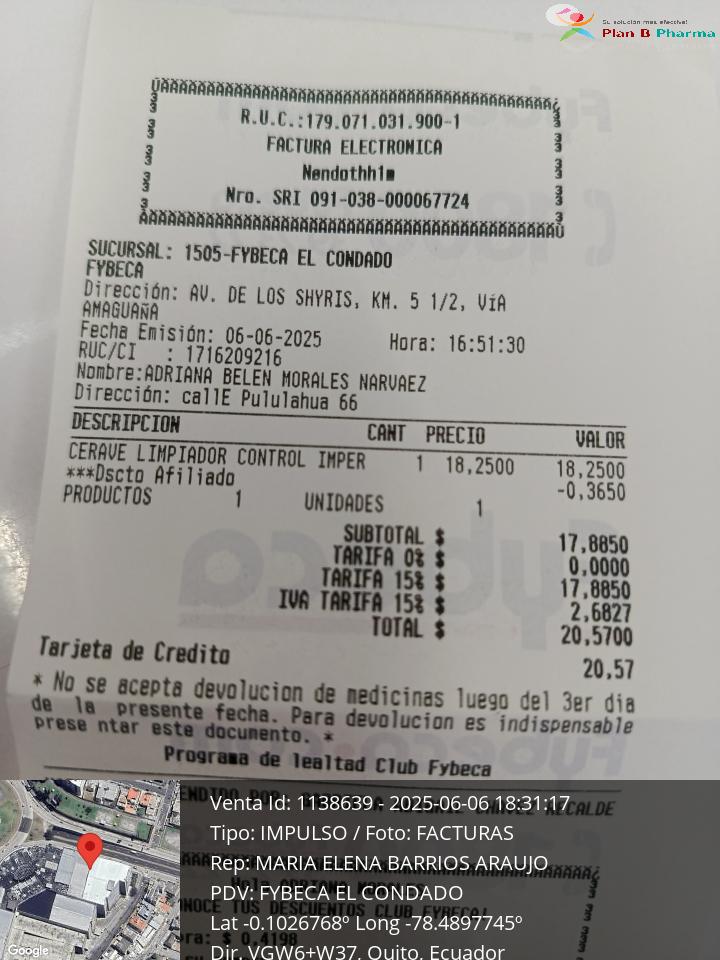 Su solución más efectiva!
Plan B Pharma
R.U.C.:179.071.031.900-1
FACTURA ELECTRONICA
Nro. SRI 091-038-000067724
SUCURSAL: 1505-FYBECA EL CONDADO
FYBECA
Dirección: AV. DE LOS SHYRIS, KM. 5 1/2, VíA
AMAGUAñA
Fecha Emisión: 06-06-2025 Hora: 16:51:30
RUC/CI : 1716209216
Nombre:ADRIANA BELEN MORALES NARVAEZ
Dirección: callE Pululahua 66
DESCRIPCION CANT PRECIO VALOR
CERAVE LIMPIADOR CONTROL IMPER 1 18,2500 18,2500
***Dscto Afiliado -0,3650
PRODUCTOS 1 UNIDADES 1
SUBTOTAL $ 17,8850
TARIFA 0% $ 0,0000
TARIFA 15% $ 17,8850
IVA TARIFA 15% $ 2,6827
TOTAL $ 20,5700
Tarjeta de Credito 20,57
* No se acepta devolucion de medicinas luego del 3er dia
de la presente fecha. Para devolucion es indispensable
prese ntar este documento. *
Programa de lealtad Club Fybeca
Venta Id: 1138639 - 2025-06-06 18:31:17
Tipo: IMPULSO / Foto: FACTURAS
Rep: MARIA ELENA BARRIOS ARAUJO
PDV: FYBECA EL CONDADO
Lat -0.1026768º Long -78.4897745º
Dir. VGW6+W37, Quito, Ecuador
Google